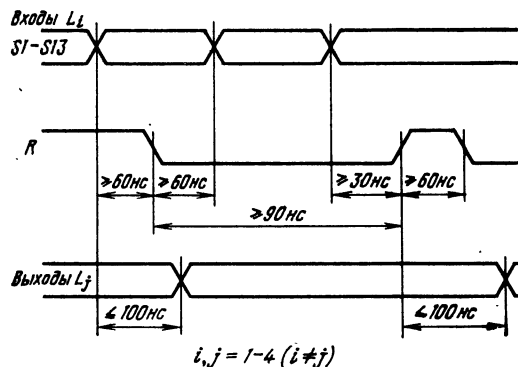 Входы Li
S1-S13
R
≥60нс
≥60нс
≥30нс
≥60нс
≥90нс
Выходы Lj
≤100нс
≤100нс
i, j = 1-4 (i≠j)